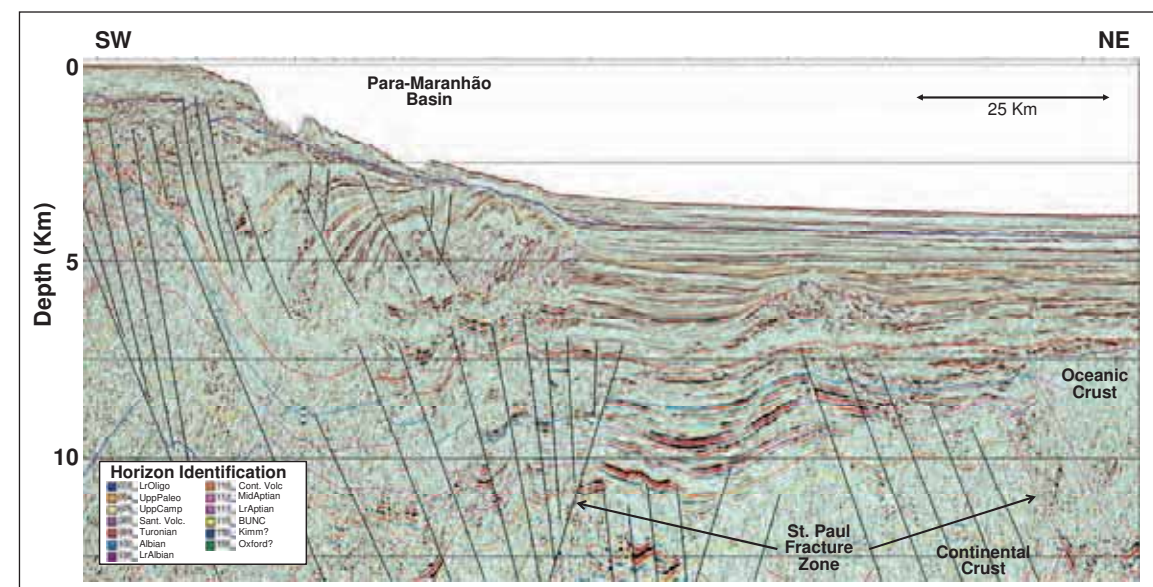 SW
NE
0
Para-Maranhão
Basin
25 Km
Depth (Km)
5
Oceanic
Crust
10
Horizon Identification
LrOligo
UppPaleo
UppCamp
Sant. Volc.
Turonian
Albian
LrAlbian
Cont. Volc
MidAptian
LrAptian
BUNC
Kimm?
Oxford?
St. Paul
Fracture
Zone
Continental
Crust